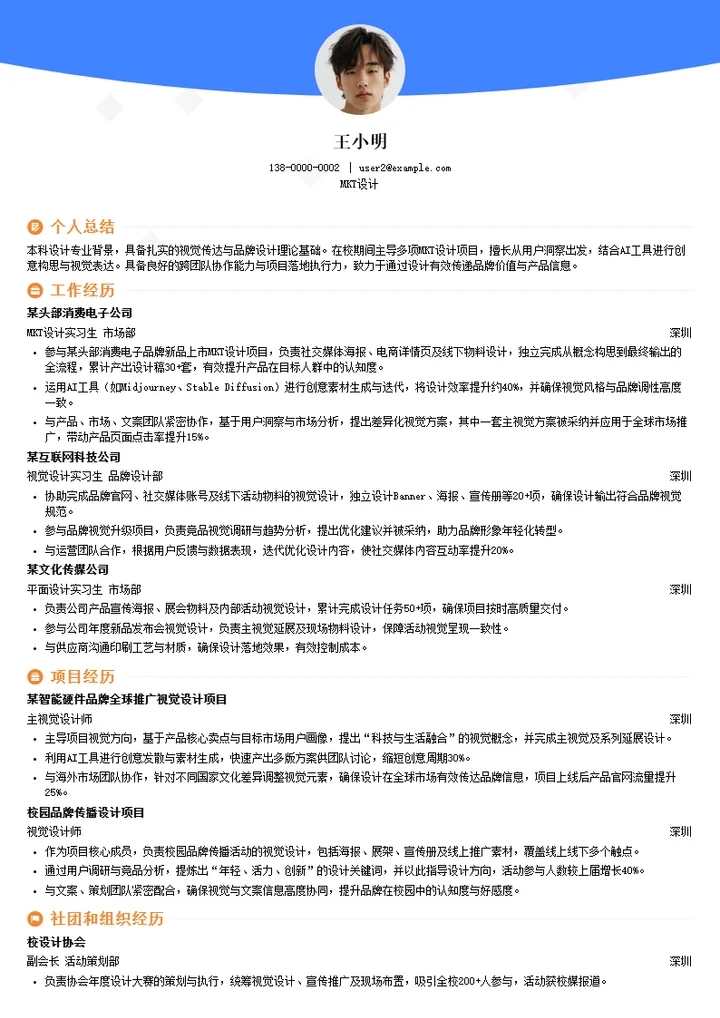 王小明
138-0000-0002 | user2@example.com
MKT设计
个人总结
本科设计专业背景，具备扎实的视觉传达与品牌设计理论基础。在校期间主导多项MKT设计项目，擅长从用户洞察出发，结合AI工具进行创
意构思与视觉表达。具备良好的跨团队协作能力与项目落地执行力，致力于通过设计有效传递品牌价值与产品信息。
工作经历
某头部消费电子公司
MKT设计实习生 市场部 深圳
• 参与某头部消费电子品牌新品上市MKT设计项目，负责社交媒体海报、电商详情页及线下物料设计，独立完成从概念构思到最终输出的
全流程，累计产出设计稿30+套，有效提升产品在目标人群中的认知度。
• 运用AI工具（如Midjourney、Stable Diffusion）进行创意素材生成与迭代，将设计效率提升约40%，并确保视觉风格与品牌调性高度
一致。
• 与产品、市场、文案团队紧密协作，基于用户洞察与市场分析，提出差异化视觉方案，其中一套主视觉方案被采纳并应用于全球市场推
广，带动产品页面点击率提升15%。
某互联网科技公司
视觉设计实习生 品牌设计部 深圳
• 协助完成品牌官网、社交媒体账号及线下活动物料的视觉设计，独立设计Banner、海报、宣传册等20+项，确保设计输出符合品牌视觉
规范。
• 参与品牌视觉升级项目，负责竞品视觉调研与趋势分析，提出优化建议并被采纳，助力品牌形象年轻化转型。
• 与运营团队合作，根据用户反馈与数据表现，迭代优化设计内容，使社交媒体内容互动率提升20%。
某文化传媒公司
平面设计实习生 市场部 深圳
• 负责公司产品宣传海报、展会物料及内部活动视觉设计，累计完成设计任务50+项，确保项目按时高质量交付。
• 参与公司年度新品发布会视觉设计，负责主视觉延展及现场物料设计，保障活动视觉呈现一致性。
• 与供应商沟通印刷工艺与材质，确保设计落地效果，有效控制成本。
项目经历
某智能硬件品牌全球推广视觉设计项目
主视觉设计师 深圳
• 主导项目视觉方向，基于产品核心卖点与目标市场用户画像，提出“科技与生活融合”的视觉概念，并完成主视觉及系列延展设计。
• 利用AI工具进行创意发散与素材生成，快速产出多版方案供团队讨论，缩短创意周期30%。
• 与海外市场团队协作，针对不同国家文化差异调整视觉元素，确保设计在全球市场有效传达品牌信息，项目上线后产品官网流量提升
25%。
校园品牌传播设计项目
视觉设计师 深圳
• 作为项目核心成员，负责校园品牌传播活动的视觉设计，包括海报、展架、宣传册及线上推广素材，覆盖线上线下多个触点。
• 通过用户调研与竞品分析，提炼出“年轻、活力、创新”的设计关键词，并以此指导设计方向，活动参与人数较上届增长40%。
• 与文案、策划团队紧密配合，确保视觉与文案信息高度协同，提升品牌在校园中的认知度与好感度。
社团和组织经历
校设计协会
副会长 活动策划部 深圳
• 负责协会年度设计大赛的策划与执行，统筹视觉设计、宣传推广及现场布置，吸引全校200+人参与，活动获校媒报道。